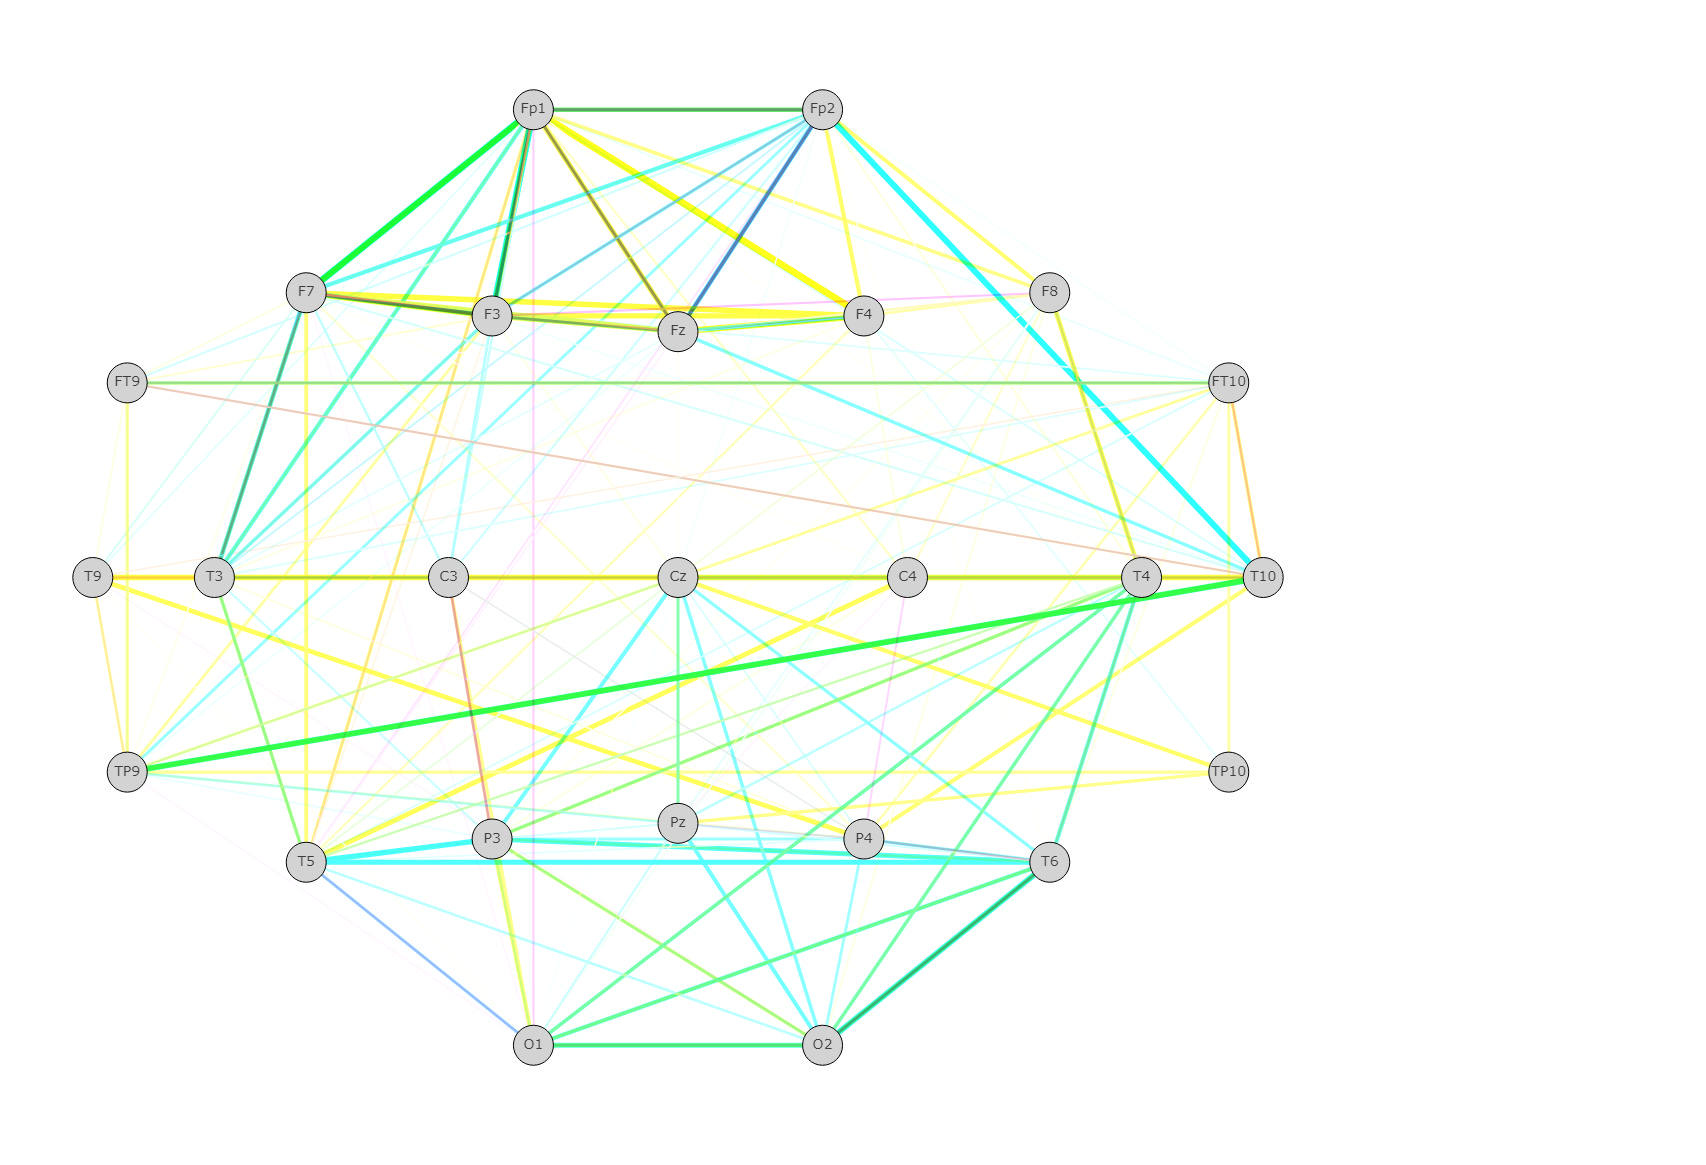 Fp1 Fp2
F7 F3 Fz F4 F8
FT9 FT10
T9 T3 C3 Cz C4 T4 T10
TP9 TP10
Pz
P3 P4
T5 T6
O1 O2